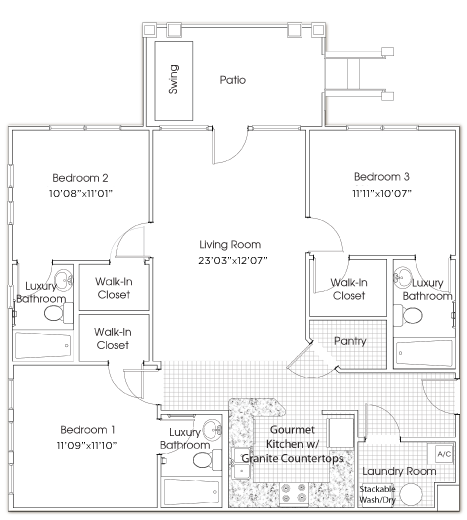 Swing
Patio
Bedroom 2
10'08"x11'01"
Bedroom 3
11'11"x10'07"
Living Room
23'03"x12'07"
Luxury
Bathroom
Walk-In
Closet
Walk-In
Closet
Luxury
Bathroom
Walk-In
Closet
Pantry
Bedroom 1
11'09"x11'10"
Luxury
Bathroom
Gourmet
Kitchen w/
Granite Countertops
A/C
Laundry Room
Stackable
Wash/Dry